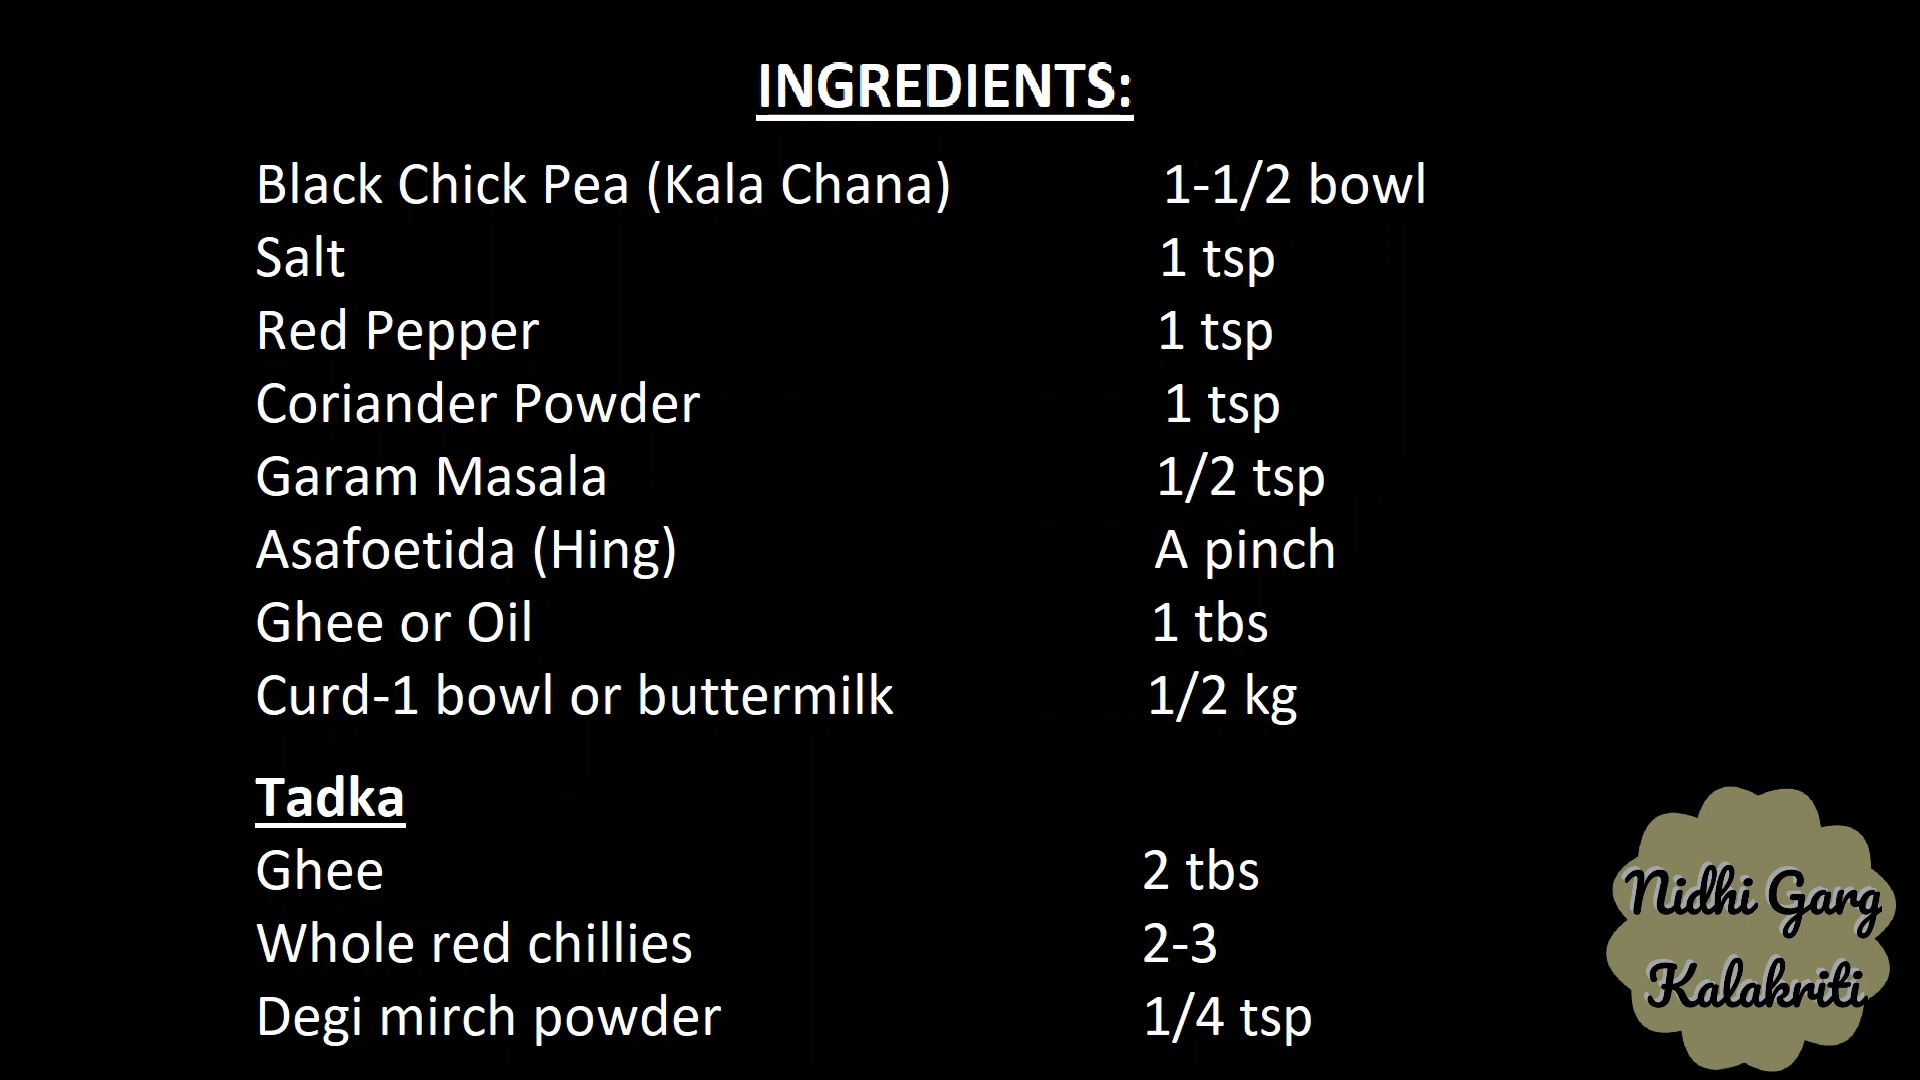 INGREDIENTS:
Black Chick Pea (Kala Chana) 1-1/2 bowl
Salt 1 tsp
Red Pepper 1 tsp
Coriander Powder 1 tsp
Garam Masala 1/2 tsp
Asafoetida (Hing) A pinch
Ghee or Oil 1 tbs
Curd-1 bowl or buttermilk 1/2 kg
Tadka
Ghee 2 tbs
Whole red chillies 2-3
Degi mirch powder 1/4 tsp
Nidhi Garg
Kalakriti